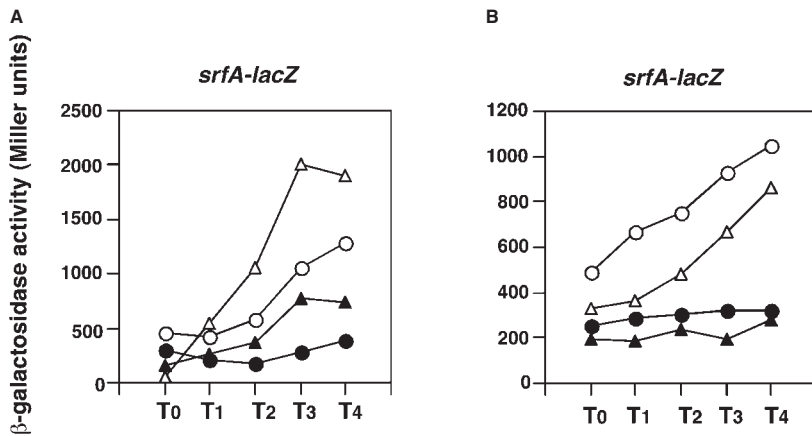 A
B
β-galactosidase activity (Miller units)
srfA-lacZ
2500
2000
1500
1000
500
0
T0 T1 T2 T3 T4
srfA-lacZ
1200
1000
800
600
400
200
0
T0 T1 T2 T3 T4